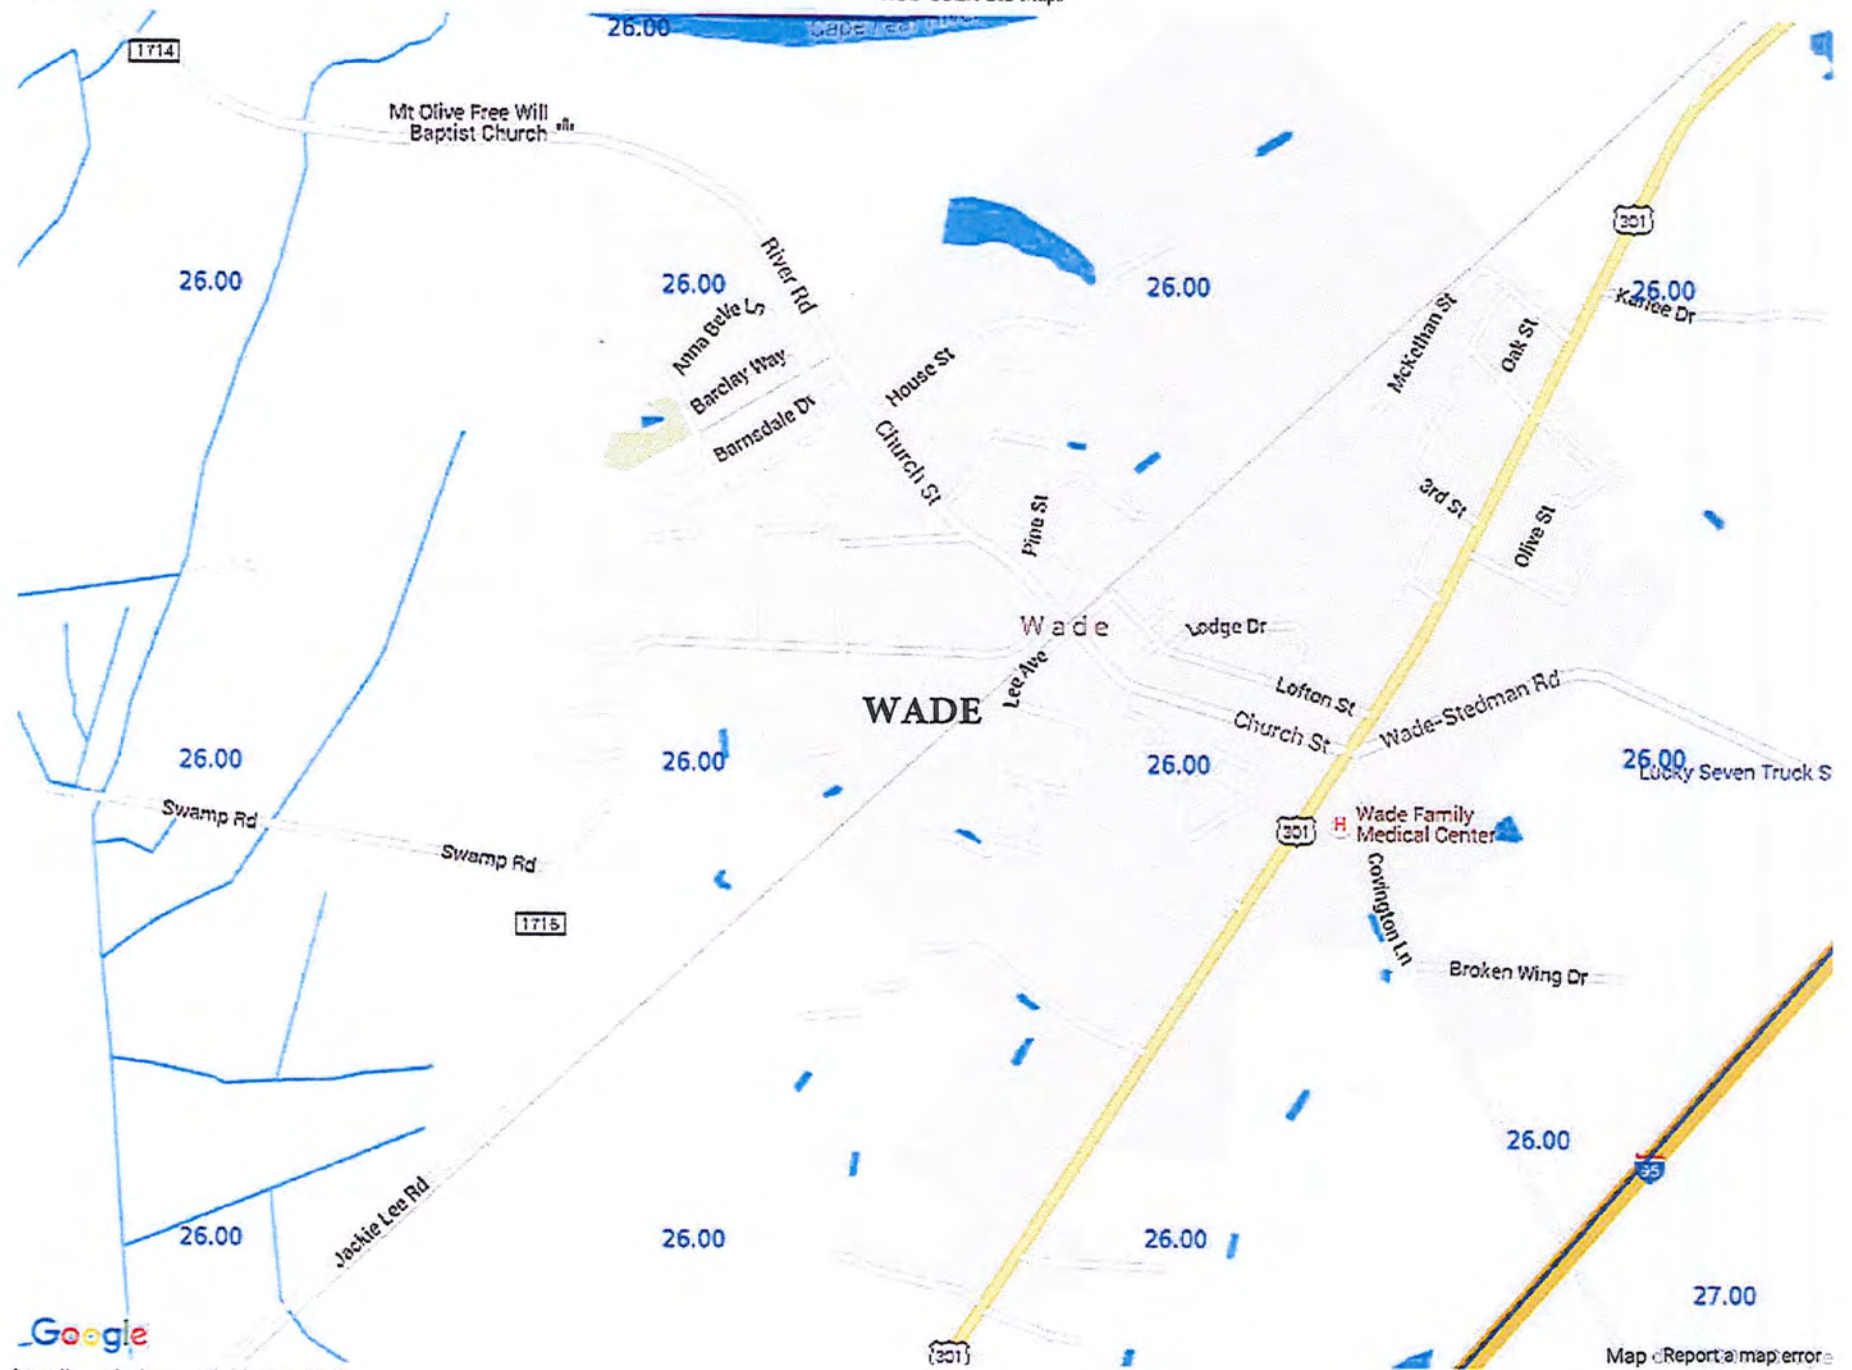 26.00
1714
Mt Olive Free Will
Baptist Church
301
River Rd
26.00
26.00
26.00
26.00
Anna Belle Ln
Barclay Way
House St
McKethan St
Oak St
Barnsdale Dr
Church St
3rd St
Pine St
Olive St
Wade
Lodge Dr
Lee Ave
WADE
Lofton St
Church St
Wade-Stedman Rd
26.00
26.00
26.00
26.00
Lucky Seven Truck S
Swamp Rd
Swamp Rd
301
H
Wade Family
Medical Center
Covington Ln
1715
Broken Wing Dr
26.00
95
Jackie Lee Rd
26.00
26.00
26.00
27.00
Google
301
Map
Report a map error